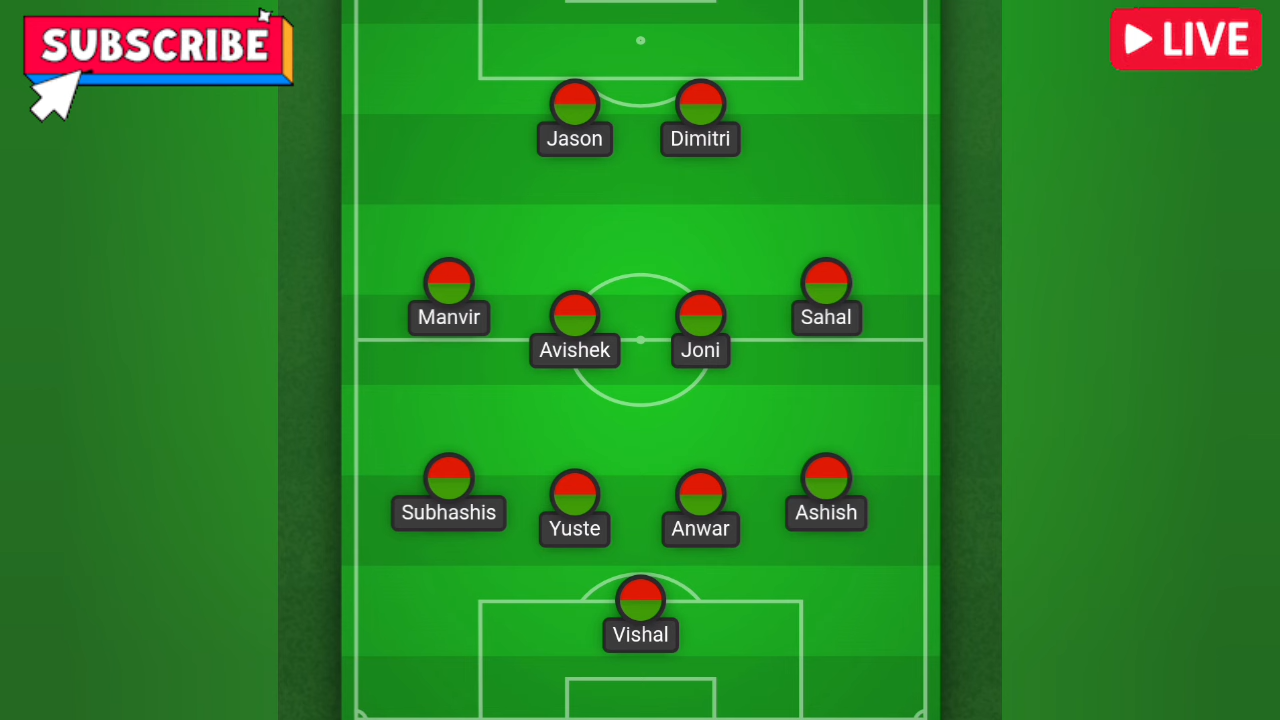 SUBSCRIBE
LIVE
Jason
Dimitri
Manvir
Sahal
Avishek
Joni
Subhashis
Ashish
Yuste
Anwar
Vishal